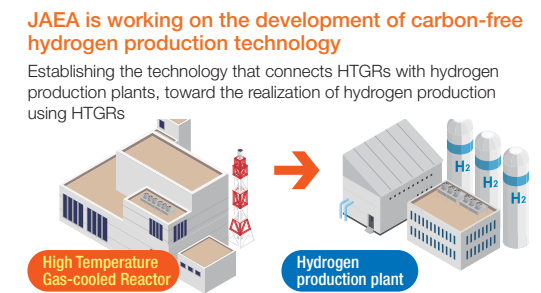 JAEA is working on the development of carbon-free
hydrogen production technology
Establishing the technology that connects HTGRs with hydrogen
production plants, toward the realization of hydrogen production
using HTGRs
H2
H2
H2
High Temperature
Gas-cooled Reactor
Hydrogen
production plant